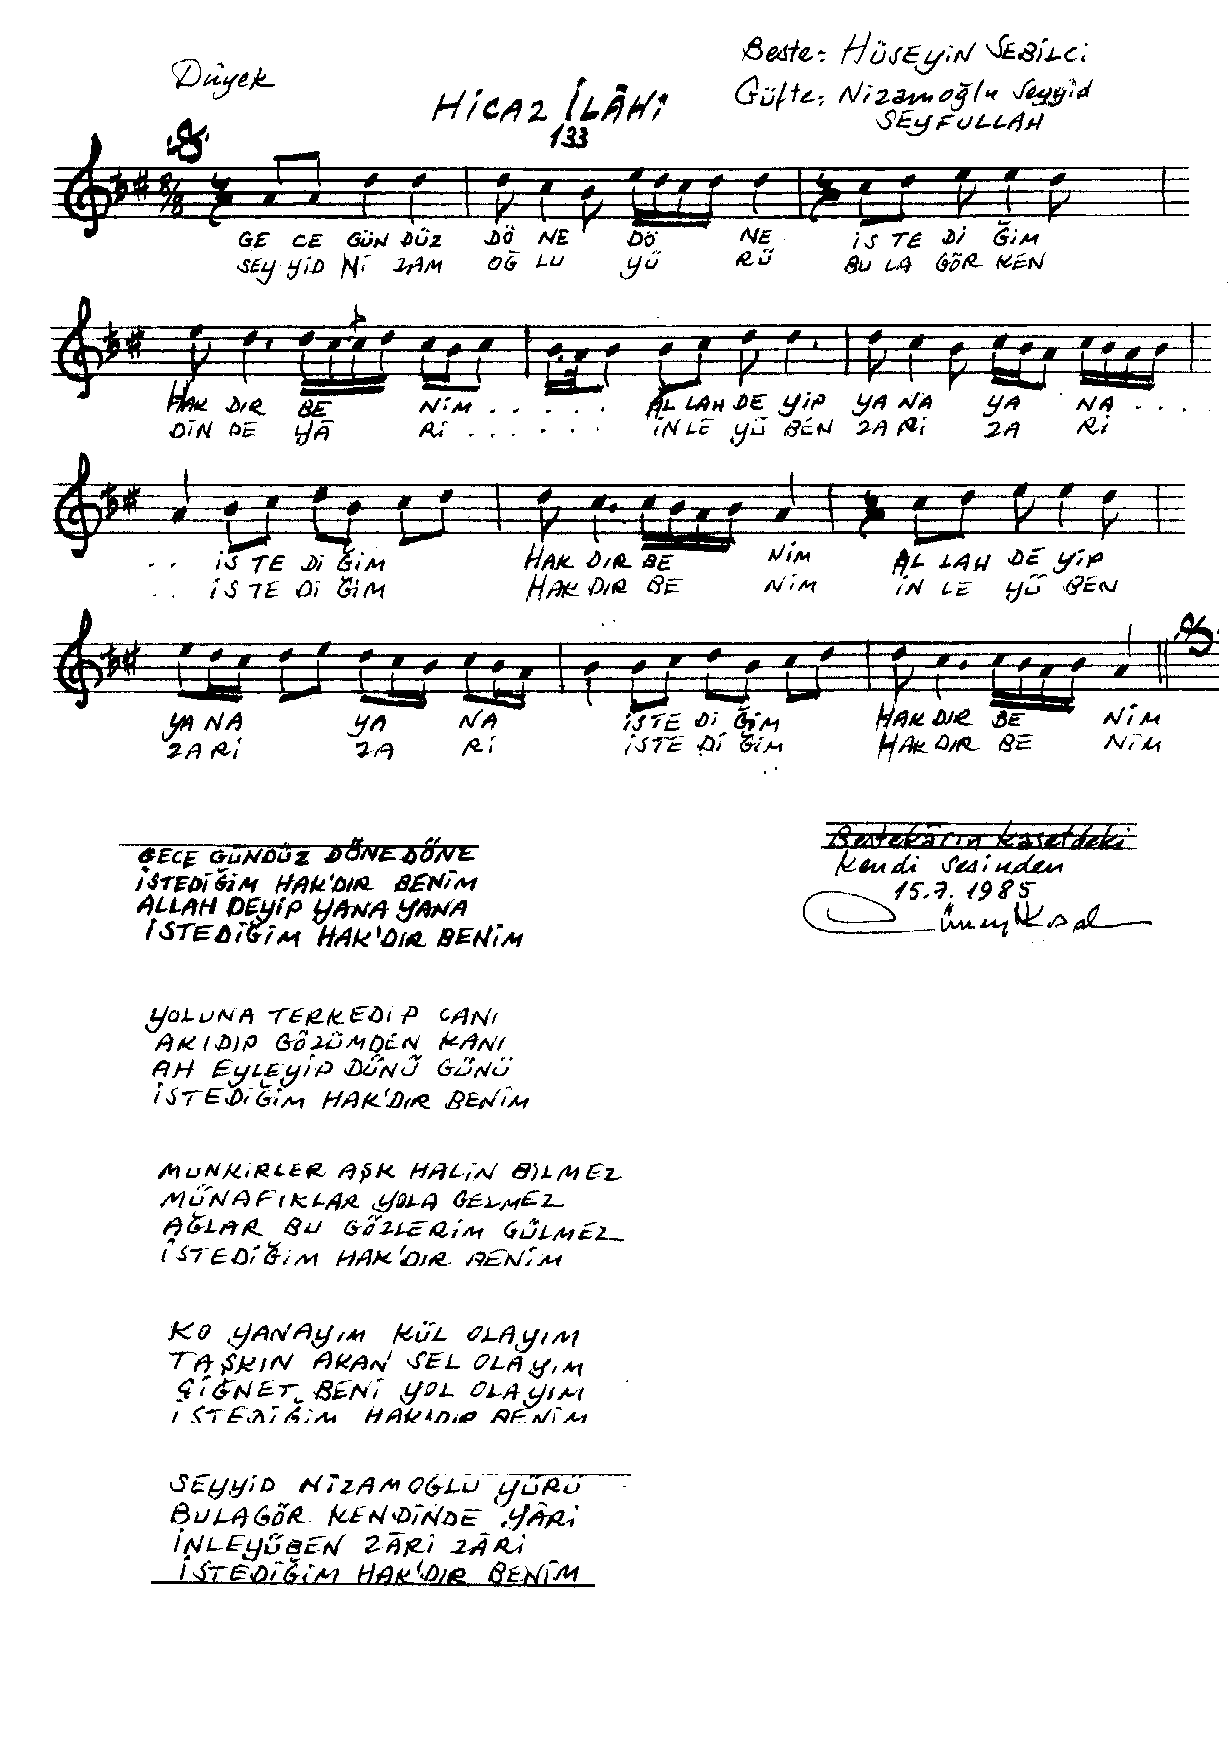 Düyek
Beste: HÜSEYİN SEBİLCİ
HİCAZ İLÂHİ
Güfte: Nizamoğlu Seyyid
SEYFULLAH
133
8/8
GE CE GÜN DÜZ DÖ NE DÖ NE İS TE Dİ ĞİM
SEY YİD Nİ ZAM OĞ LU YÜ RÜ BU LA GÖR KEN
HAK DIR BE NİM . . . . . AL LAH DE YİP YA NA YA NA . . . .
DİN DE YÂ Rİ . . . . . . İN LE YÜ BEN ZA Rİ ZA Rİ
. . İS TE Dİ ĞİM HAK DIR BE NİM AL LAH DE YİP
. . İS TE Dİ ĞİM HAK DIR BE NİM İN LE YÜ BEN
YA NA YA NA İS TE Dİ ĞİM HAK DIR BE NİM
ZA Rİ ZA Rİ İS TE Dİ ĞİM HAK DIR BE NİM
GECE GÜNDÜZ DÖNE DÖNE
İSTEDİĞİM HAK'DIR BENİM
ALLAH DEYİP YANA YANA
İSTEDİĞİM HAK'DIR BENİM
Bestekârın kasetdeki
kendi sesinden
15.7.1985
YOLUNA TERKEDİP CANI
AKIDIP GÖZÜMDEN KANI
AH EYLEYİP DÜNÜ GÜNÜ
İSTEDİĞİM HAK'DIR BENİM
MUNKİRLER AŞK HALİN BİLMEZ
MÜNAFIKLAR YOLA GELMEZ
AĞLAR BU GÖZLERİM GÜLMEZ
İSTEDİĞİM HAK'DIR BENİM
KO YANAYIM KÜL OLAYIM
TAŞKIN AKAN SEL OLAYIM
ÇİĞNET BENİ YOL OLAYIM
İSTEDİĞİM HAK'DIR BENİM
SEYYİD NİZAMOĞLU YÜRÜ
BULAGÖR KENDİNDE YÂRİ
İNLEYÜBEN ZÂRİ ZÂRİ
İSTEDİĞİM HAK'DIR BENİM